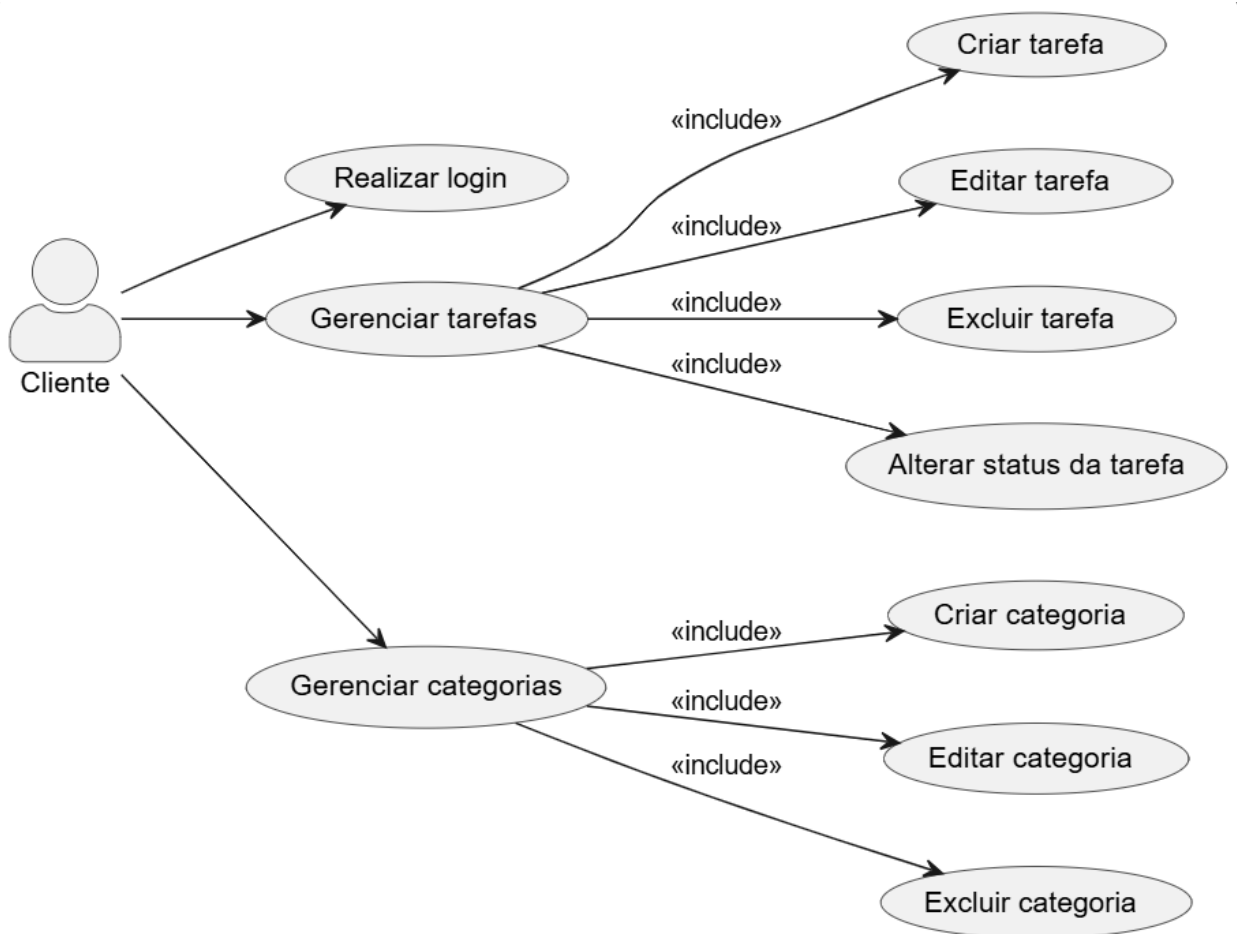 Criar tarefa
«include»
Realizar login
Editar tarefa
«include»
«include»
Gerenciar tarefas
Excluir tarefa
«include»
Cliente
Alterar status da tarefa
Criar categoria
«include»
Gerenciar categorias
«include»
Editar categoria
«include»
Excluir categoria